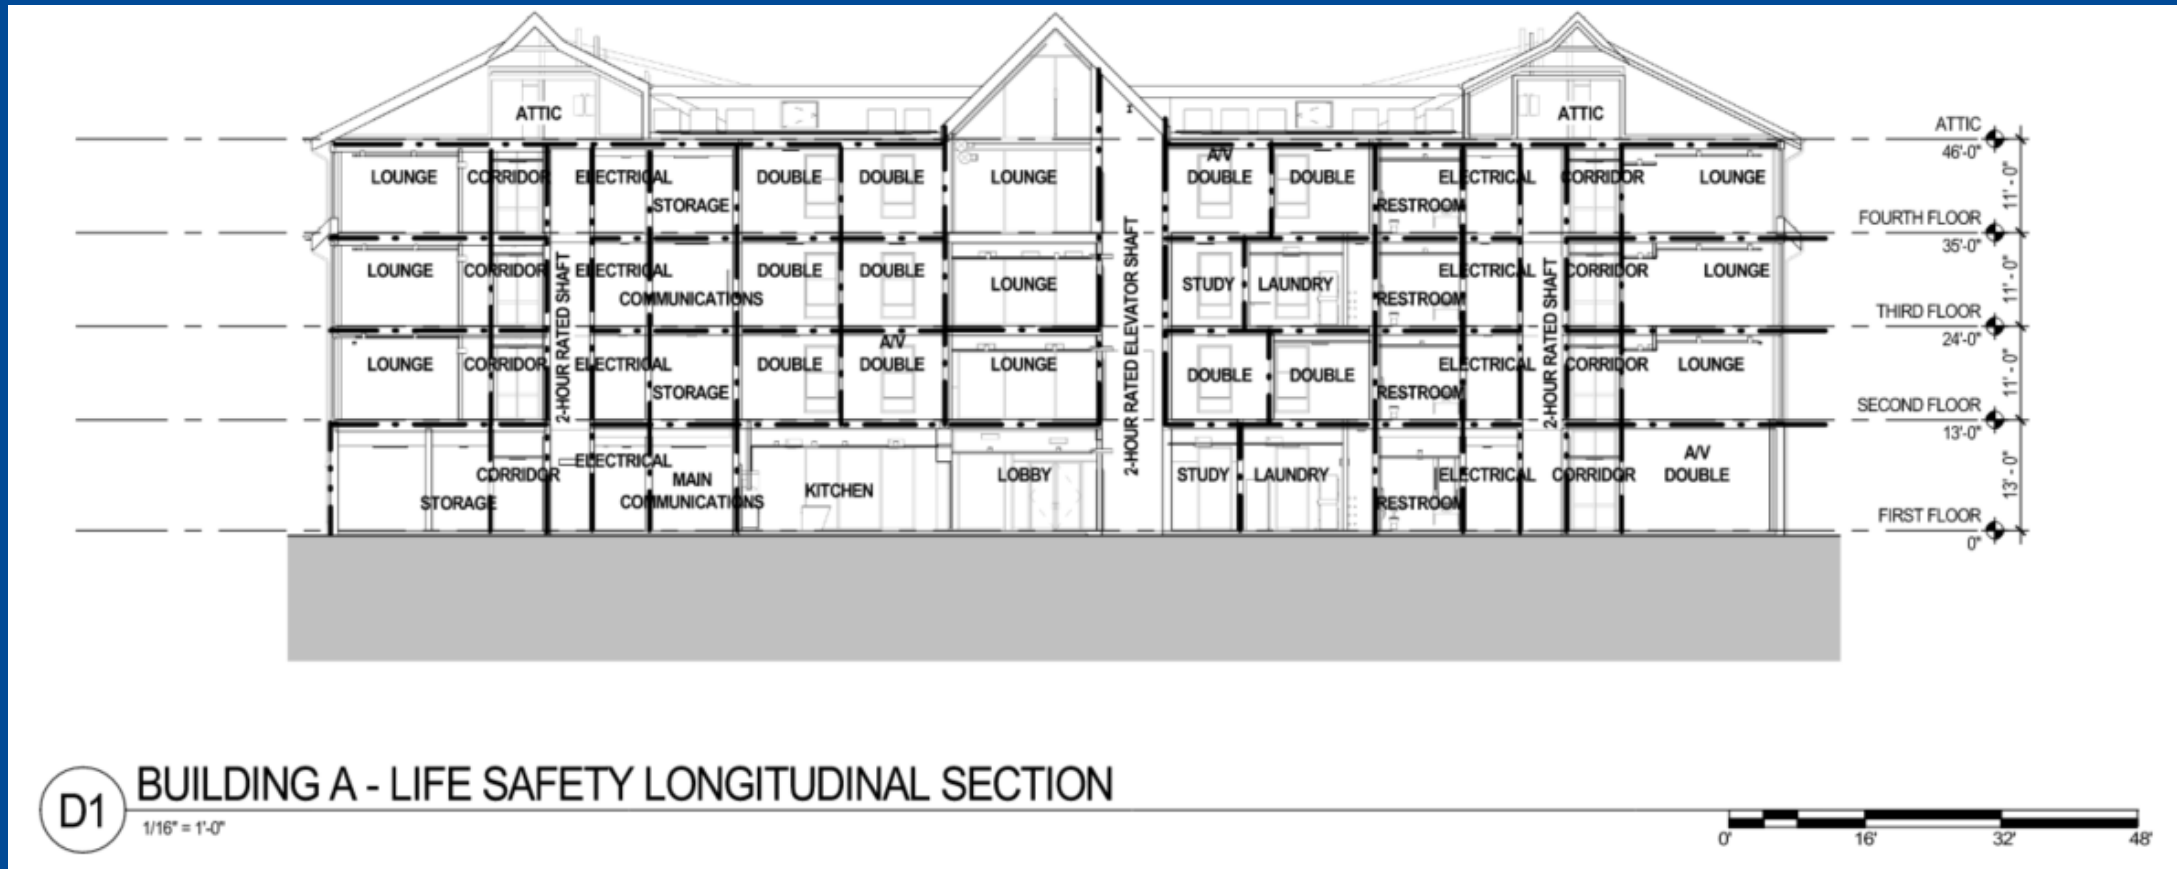 ATTIC
ATTIC
ATTIC
46'-0"
LOUNGE
CORRIDOR
ELECTRICAL
STORAGE
DOUBLE
DOUBLE
LOUNGE
A/V
DOUBLE
DOUBLE
RESTROOM
ELECTRICAL
CORRIDOR
LOUNGE
11' - 0"
FOURTH FLOOR
35'-0"
LOUNGE
CORRIDOR
2-HOUR RATED SHAFT
ELECTRICAL
COMMUNICATIONS
DOUBLE
DOUBLE
LOUNGE
2-HOUR RATED ELEVATOR SHAFT
STUDY
LAUNDRY
RESTROOM
ELECTRICAL
2-HOUR RATED SHAFT
CORRIDOR
LOUNGE
11' - 0"
THIRD FLOOR
24'-0"
LOUNGE
CORRIDOR
ELECTRICAL
STORAGE
DOUBLE
A/V
DOUBLE
LOUNGE
DOUBLE
DOUBLE
RESTROOM
ELECTRICAL
CORRIDOR
LOUNGE
11' - 0"
SECOND FLOOR
13'-0"
STORAGE
CORRIDOR
ELECTRICAL
MAIN
COMMUNICATIONS
KITCHEN
LOBBY
STUDY
LAUNDRY
RESTROOM
ELECTRICAL
CORRIDOR
A/V
DOUBLE
13' - 0"
FIRST FLOOR
0"
D1
BUILDING A - LIFE SAFETY LONGITUDINAL SECTION
1/16" = 1'-0"
0' 16' 32' 48'